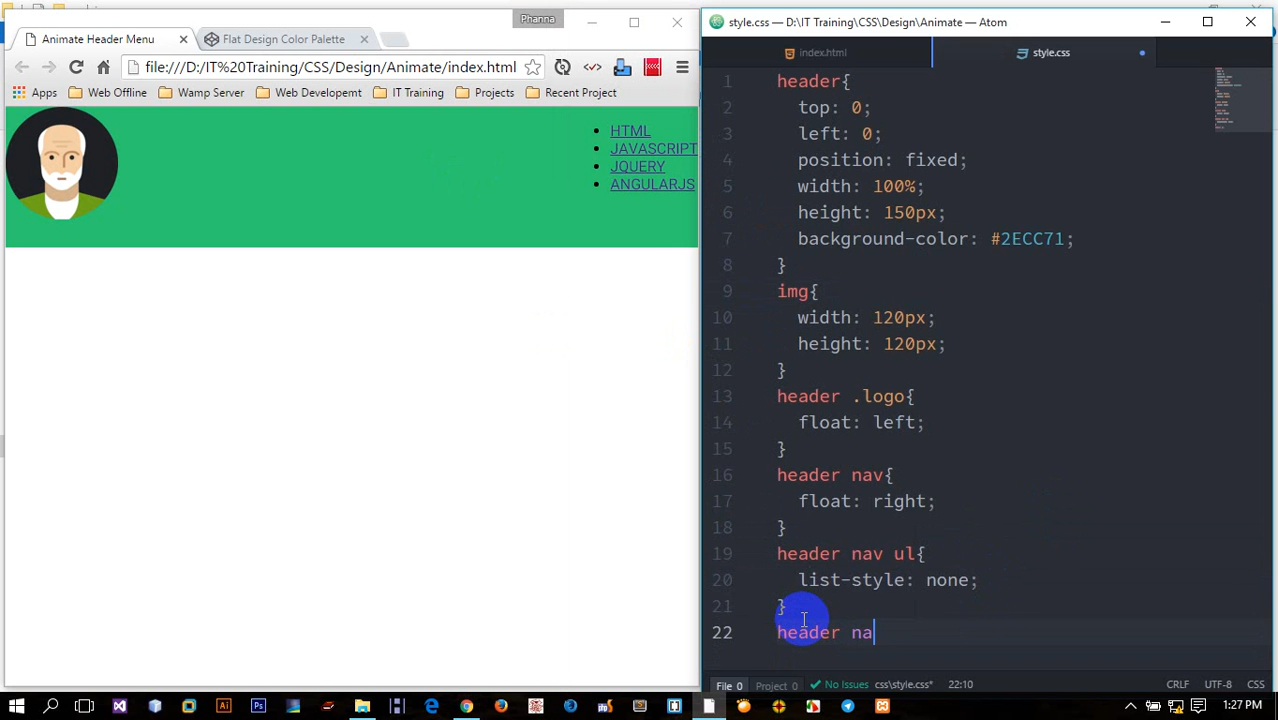 Phanna
style.css — D:\IT Training\CSS\Design\Animate — Atom
Animate Header Menu
Flat Design Color Palette
index.html
style.css
file:///D:/IT%20Training/CSS/Design/Animate/index.html
Apps
Web Offline
Wamp Server
Web Developemt
IT Training
Projects
Recent Project
HTML
JAVASCRIPT
JQUERY
ANGULARJS
1 header{
2 top: 0;
3 left: 0;
4 position: fixed;
5 width: 100%;
6 height: 150px;
7 background-color: #2ECC71;
8 }
9 img{
10 width: 120px;
11 height: 120px;
12 }
13 header .logo{
14 float: left;
15 }
16 header nav{
17 float: right;
18 }
19 header nav ul{
20 list-style: none;
21 }
22 header na
File 0 Project 0 No Issues css\style.css* 22:10 CRLF UTF-8 CSS
1:27 PM